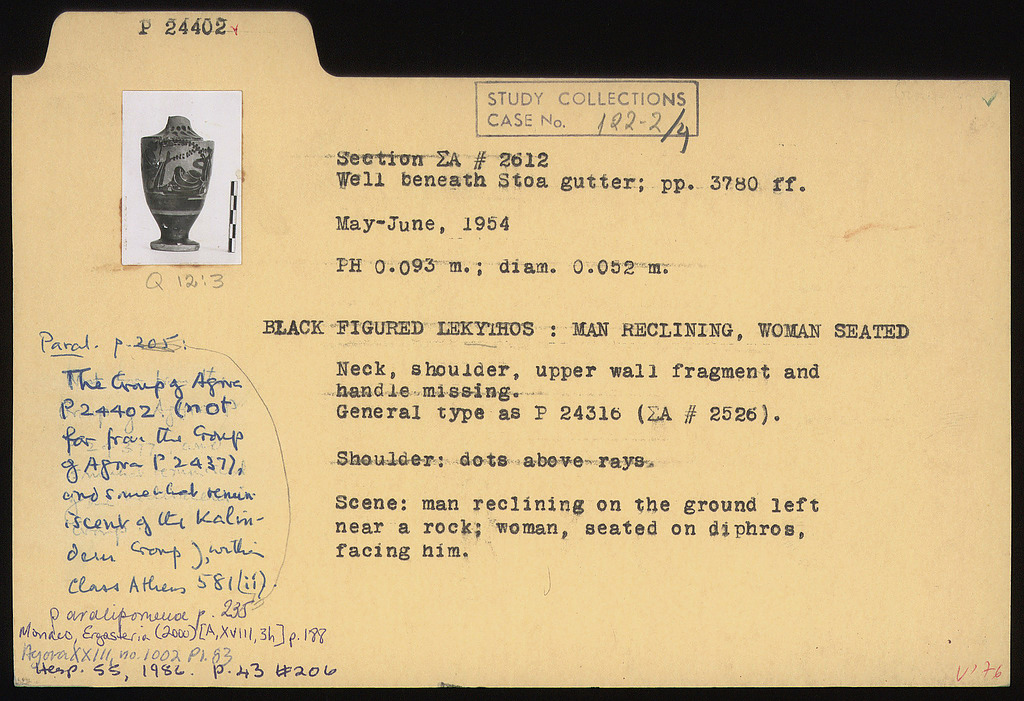 P 24402
STUDY COLLECTIONS
CASE No. 122-2/4
Section ΣA # 2612
Well beneath Stoa gutter; pp. 3780 ff.
May-June, 1954
PH 0.093 m.; diam. 0.052 m.
Q 12:3
BLACK FIGURED LEKYTHOS : MAN RECLINING, WOMAN SEATED
Neck, shoulder, upper wall fragment and
handle missing.
General type as P 24316 (ΣA # 2526).
Shoulder: dots above rays.
Scene: man reclining on the ground left
near a rock; woman, seated on diphros,
facing him.
Paral. p. 205:
The Group of Agora
P 24402 (not
far from the Group
of Agora P 2437),
and somewhat remin-
iscent of the Kalin-
deru Group), within
Class Athens 581(ii).
Paralipomena p. 235
Ergasteria (2000) [A, XVIII, 3h] p. 188
Agora XXIII, no. 1002 Pl. 83
Hesp. 55, 1986. p. 43 #206
V' 76